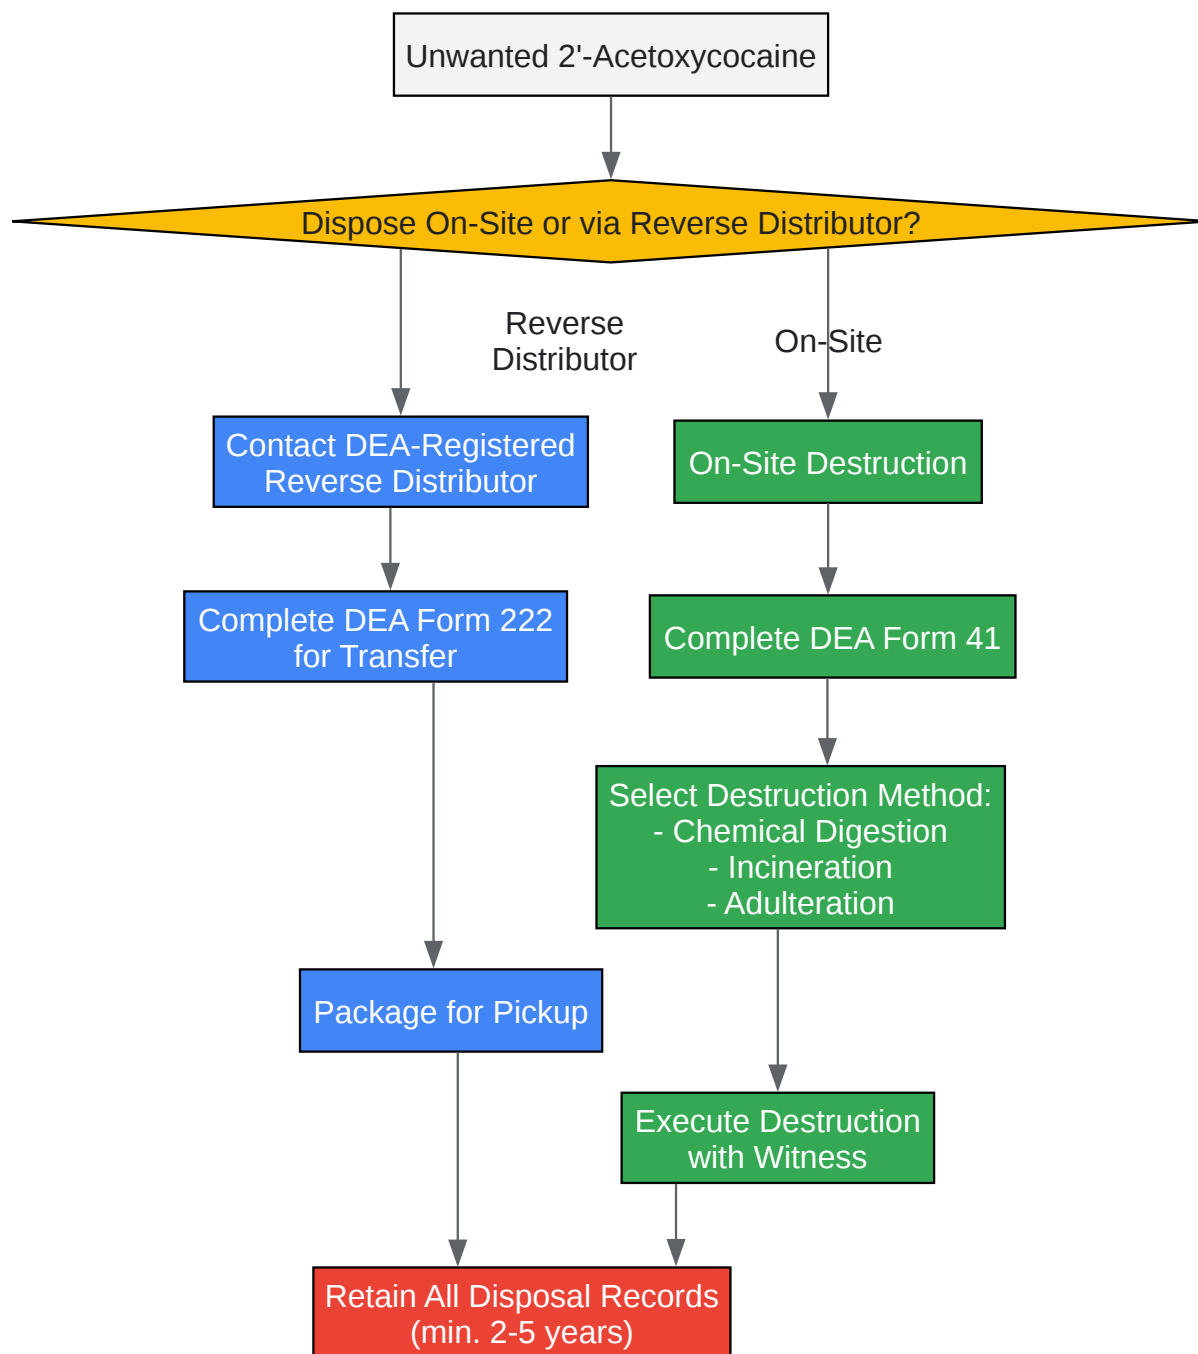 Unwanted 2'-Acetoxycocaine
Dispose On-Site or via Reverse Distributor?
Reverse
Distributor
On-Site
Contact DEA-Registered
Reverse Distributor
On-Site Destruction
Complete DEA Form 222
for Transfer
Complete DEA Form 41
Select Destruction Method:
- Chemical Digestion
- Incineration
- Adulteration
Package for Pickup
Execute Destruction
with Witness
Retain All Disposal Records
(min. 2-5 years)